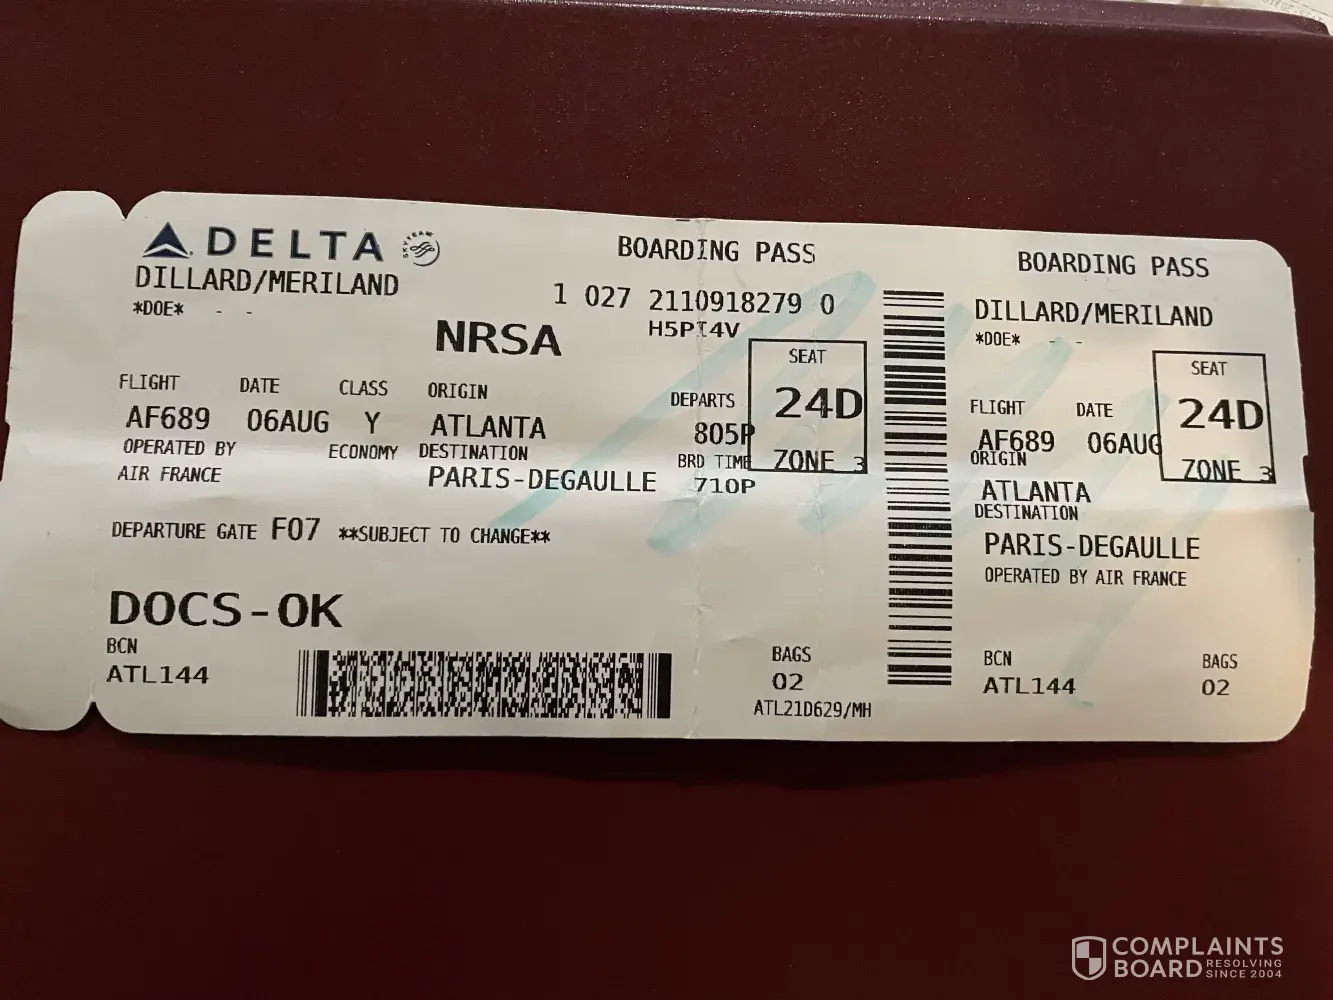 DELTA SKYTEAM
DILLARD/MERILAND
*DOE* - -
BOARDING PASS
1 027 2110918279 0
H5PI4V
NRSA
SEAT
24D
ZONE 3
FLIGHT DATE CLASS ORIGIN DEPARTS
AF689 06AUG Y ATLANTA 805P
OPERATED BY ECONOMY DESTINATION BRD TIME
AIR FRANCE PARIS-DEGAULLE 710P
DEPARTURE GATE F07 **SUBJECT TO CHANGE**
DOCS-OK
BCN
ATL144
BAGS
02
ATL21D629/MH
BOARDING PASS
DILLARD/MERILAND
*DOE* - -
SEAT
24D
ZONE 3
FLIGHT DATE
AF689 06AUG
ORIGIN
ATLANTA
DESTINATION
PARIS-DEGAULLE
OPERATED BY AIR FRANCE
BCN BAGS
ATL144 02
COMPLAINTS
BOARD RESOLVING
SINCE 2004